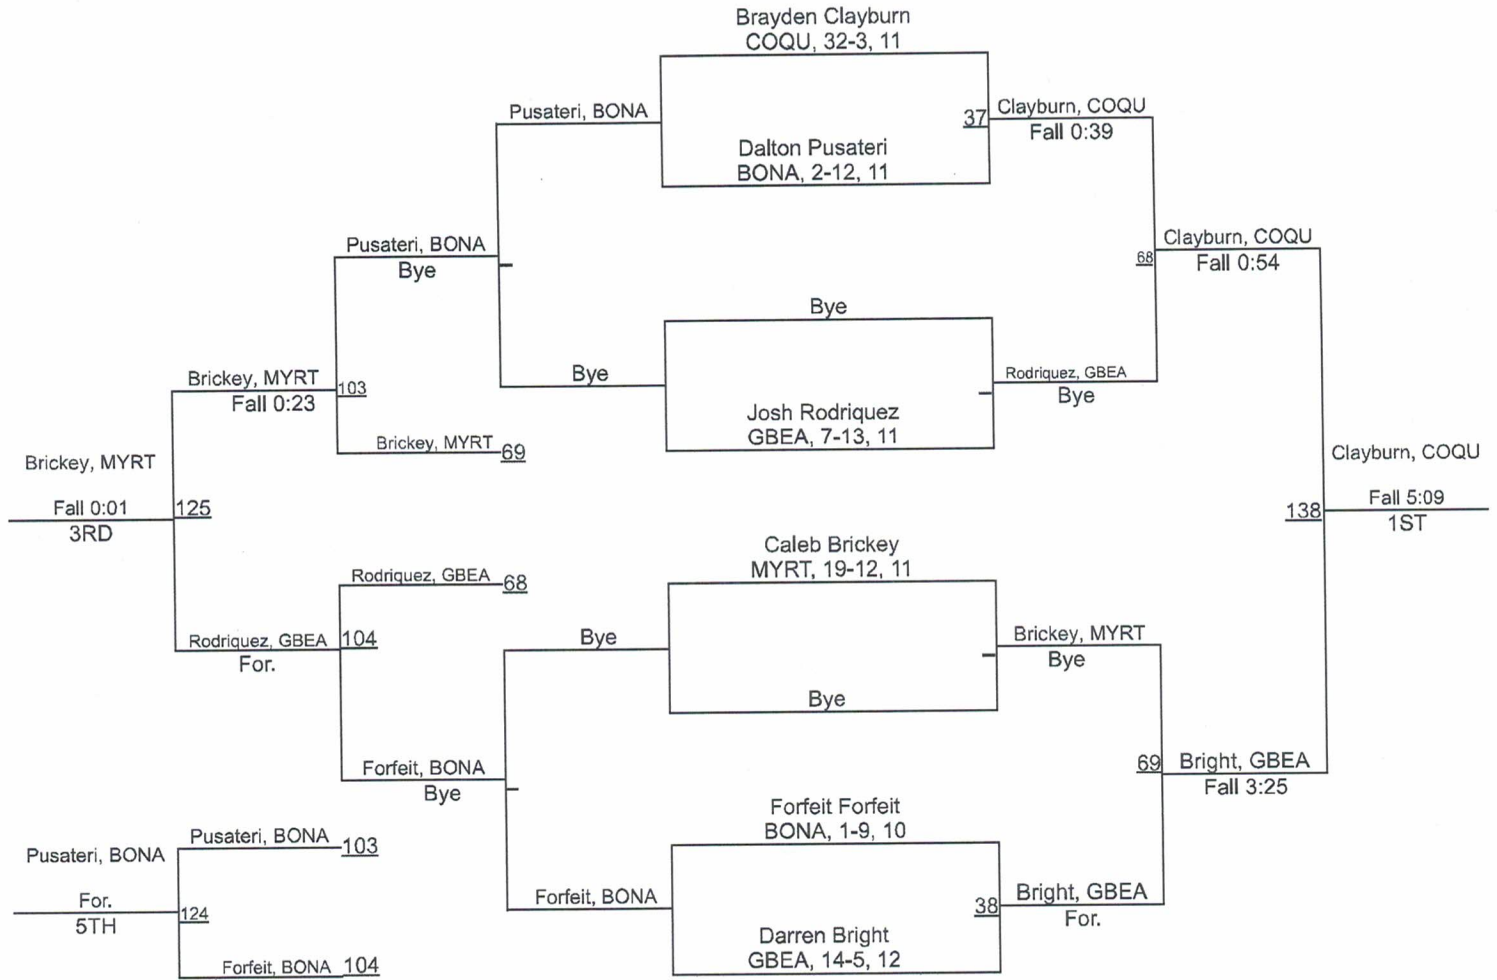 Brayden Clayburn
COQU, 32-3, 11
Pusateri, BONA
37
Clayburn, COQU
Fall 0:39
Dalton Pusateri
BONA, 2-12, 11
Pusateri, BONA
Bye
68
Clayburn, COQU
Fall 0:54
Bye
Brickey, MYRT
Fall 0:23
103
Bye
Rodriquez, GBEA
Bye
Josh Rodriquez
GBEA, 7-13, 11
Brickey, MYRT
69
Brickey, MYRT
Fall 0:01
3RD
125
Clayburn, COQU
138
Fall 5:09
1ST
Caleb Brickey
MYRT, 19-12, 11
Rodriquez, GBEA
68
Rodriquez, GBEA
For.
104
Bye
Brickey, MYRT
Bye
Bye
Forfeit, BONA
Bye
69
Bright, GBEA
Fall 3:25
Forfeit Forfeit
BONA, 1-9, 10
Pusateri, BONA
103
Pusateri, BONA
For.
5TH
124
Forfeit, BONA
38
Bright, GBEA
For.
Darren Bright
GBEA, 14-5, 12
Forfeit, BONA
104